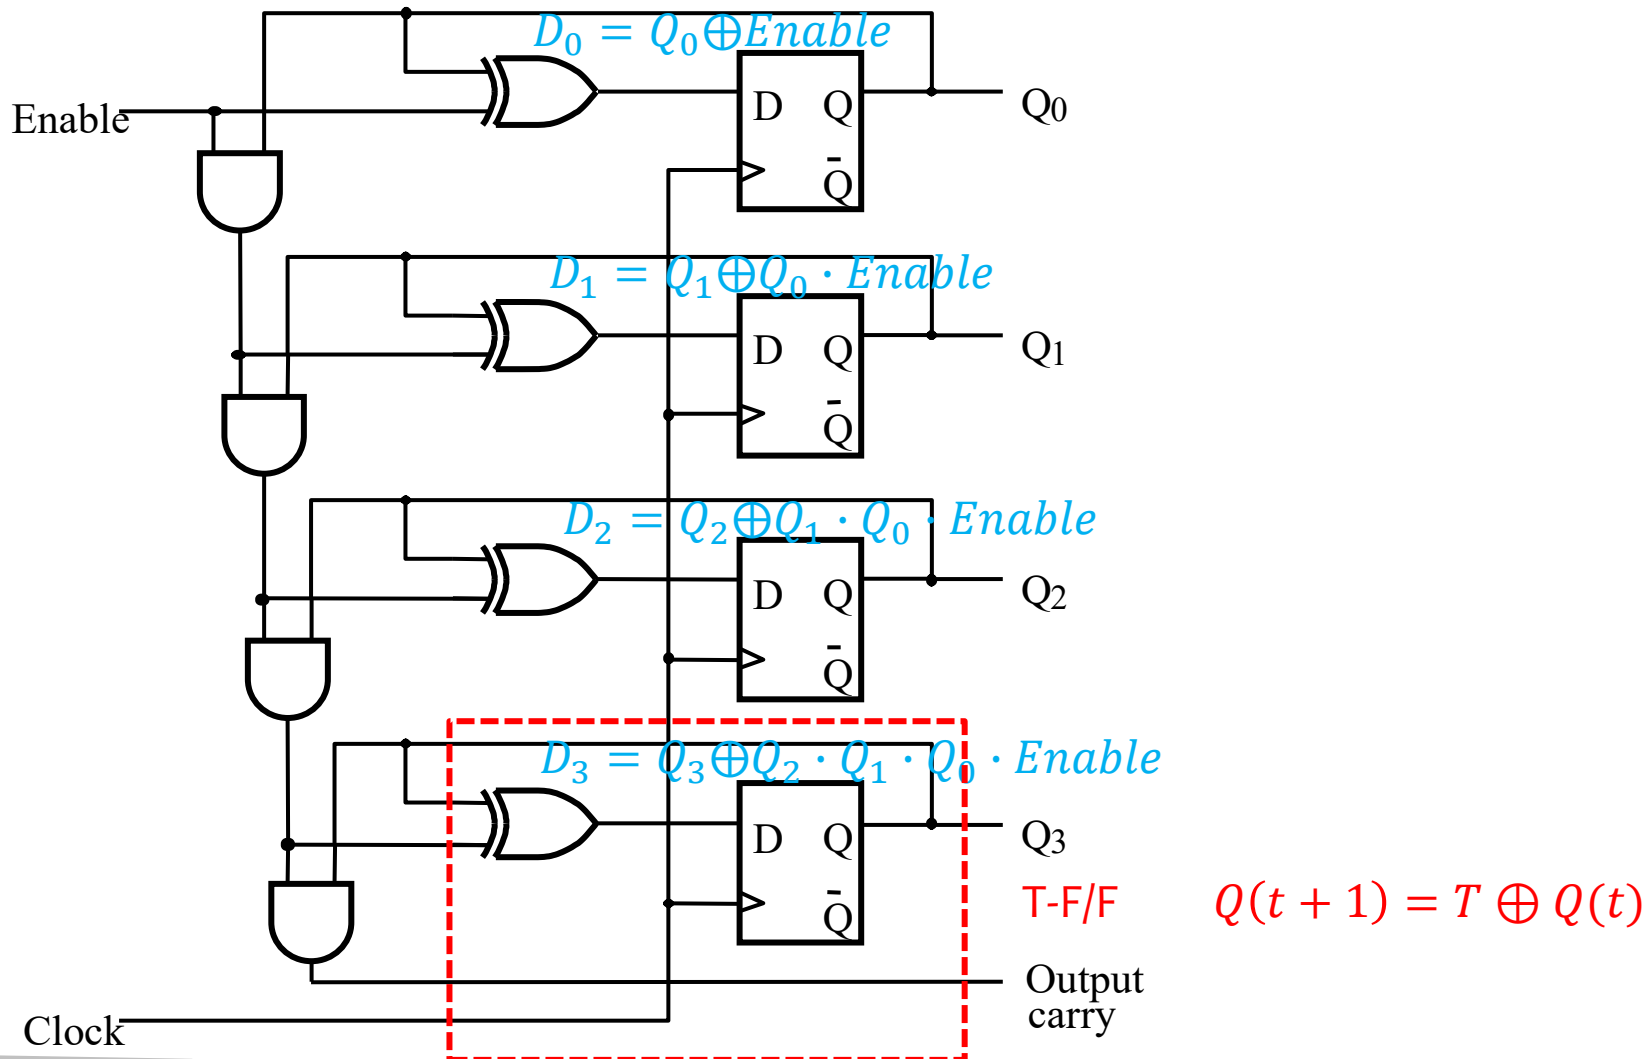 D₀ = Q₀⊕Enable
Enable
D Q
Q̄
Q₀
D₁ = Q₁⊕Q₀ · Enable
D Q
Q̄
Q₁
D₂ = Q₂⊕Q₁ · Q₀ · Enable
D Q
Q̄
Q₂
D₃ = Q₃⊕Q₂ · Q₁ · Q₀ · Enable
D Q
Q̄
Q₃
T-F/F Q(t + 1) = T ⊕ Q(t)
Output
carry
Clock